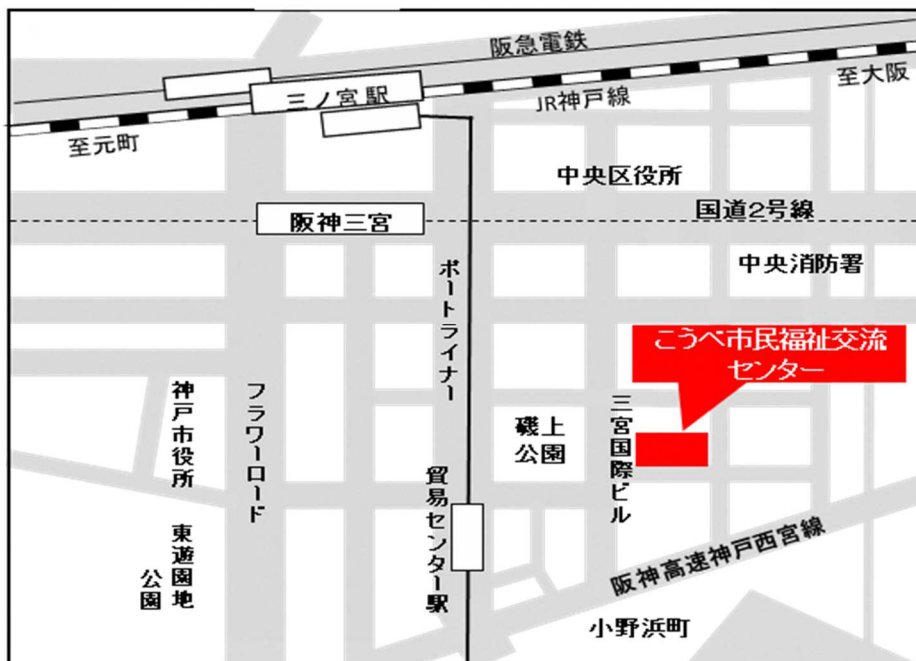 阪急電鉄
至大阪
三ノ宮駅
JR神戸線
至元町
中央区役所
国道2号線
阪神三宮
中央消防署
ポートライナー
こうべ市民福祉交流
センター
神戸市役所
フラワーロード
磯上
公園
三宮国際ビル
貿易センター駅
東遊園地
公園
阪神高速神戸西宮線
小野浜町